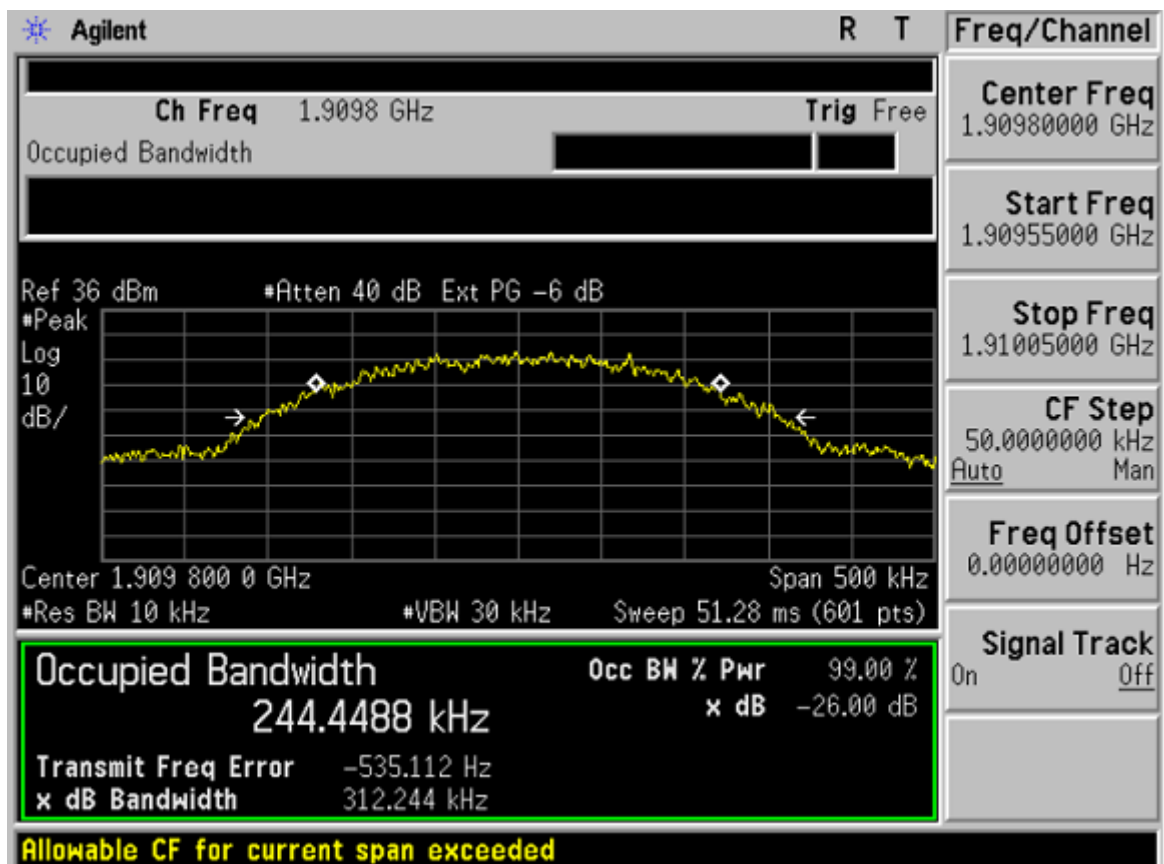 Agilent R T Freq/Channel
Ch Freq 1.9098 GHz Trig Free
Occupied Bandwidth
Center Freq
1.90980000 GHz
Start Freq
1.90955000 GHz
Stop Freq
1.91005000 GHz
CF Step
50.0000000 kHz
Auto Man
Freq Offset
0.00000000 Hz
Signal Track
On Off
Ref 36 dBm #Atten 40 dB Ext PG -6 dB
#Peak
Log
10
dB/
Center 1.909 800 0 GHz Span 500 kHz
#Res BW 10 kHz #VBW 30 kHz Sweep 51.28 ms (601 pts)
Occupied Bandwidth Occ BW % Pwr 99.00 %
244.4488 kHz x dB -26.00 dB
Transmit Freq Error -535.112 Hz
x dB Bandwidth 312.244 kHz
Allowable CF for current span exceeded